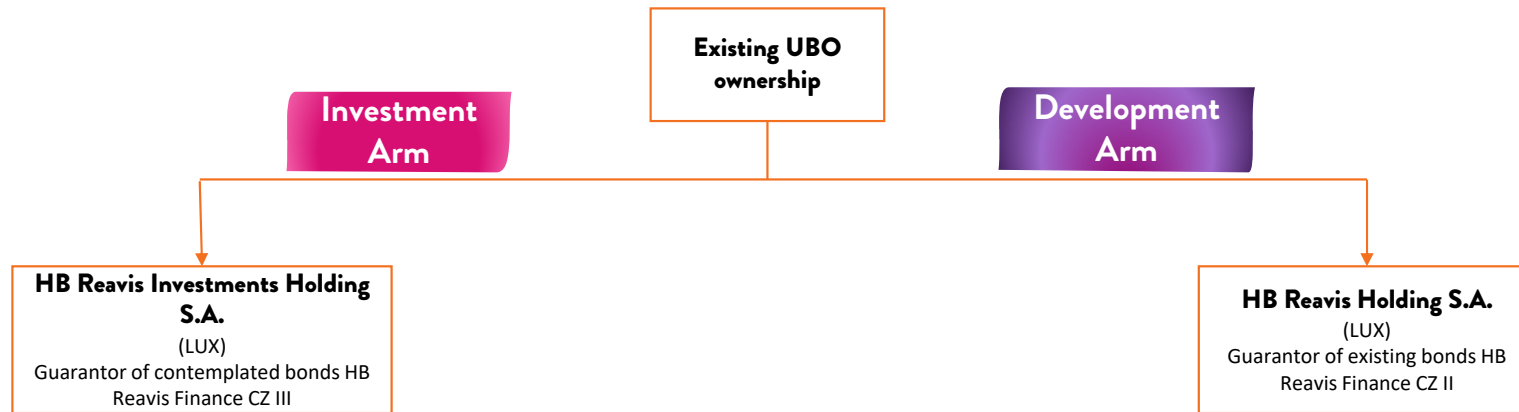 Existing UBO
ownership
Investment
Arm
Development
Arm
HB Reavis Investments Holding
S.A.
(LUX)
Guarantor of contemplated bonds HB
Reavis Finance CZ III
HB Reavis Holding S.A.
(LUX)
Guarantor of existing bonds HB
Reavis Finance CZ II